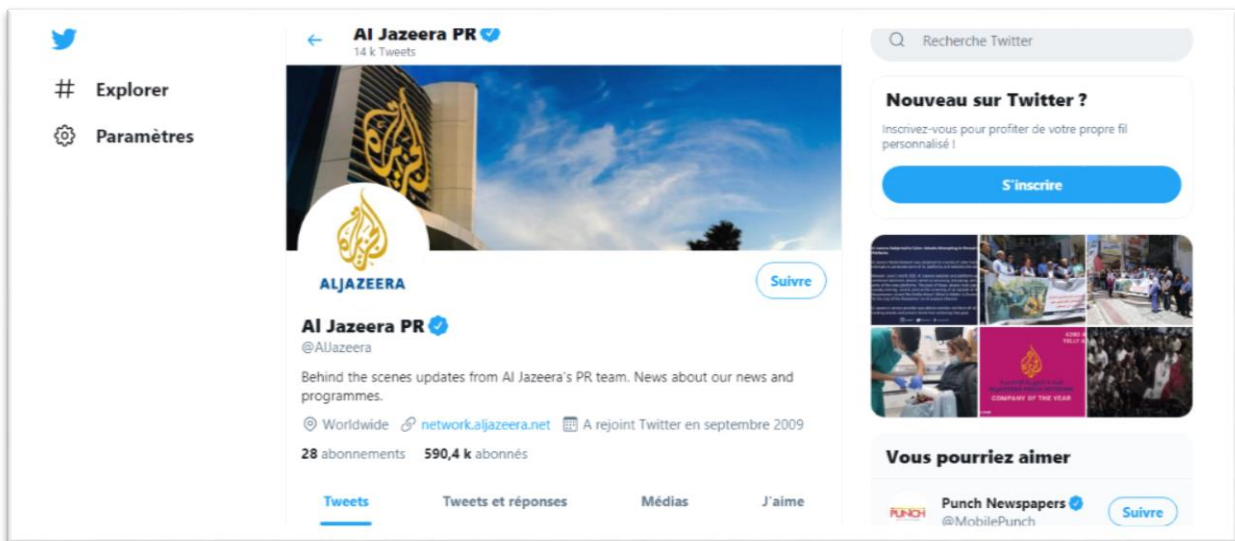 Explorer
Paramètres
Al Jazeera PR
14 k Tweets
الجزيرة
الجزيرة
ALJAZEERA
Suivre
Al Jazeera PR
@AlJazeera
Behind the scenes updates from Al Jazeera's PR team. News about our news and
programmes.
Worldwide network.aljazeera.net A rejoint Twitter en septembre 2009
28 abonnements 590,4 k abonnés
Tweets Tweets et réponses Médias J'aime
Recherche Twitter
Nouveau sur Twitter ?
Inscrivez-vous pour profiter de votre propre fil
personnalisé !
S'inscrire
COMPANY OF THE YEAR
Vous pourriez aimer
PUNCH
Punch Newspapers
@MobilePunch
Suivre